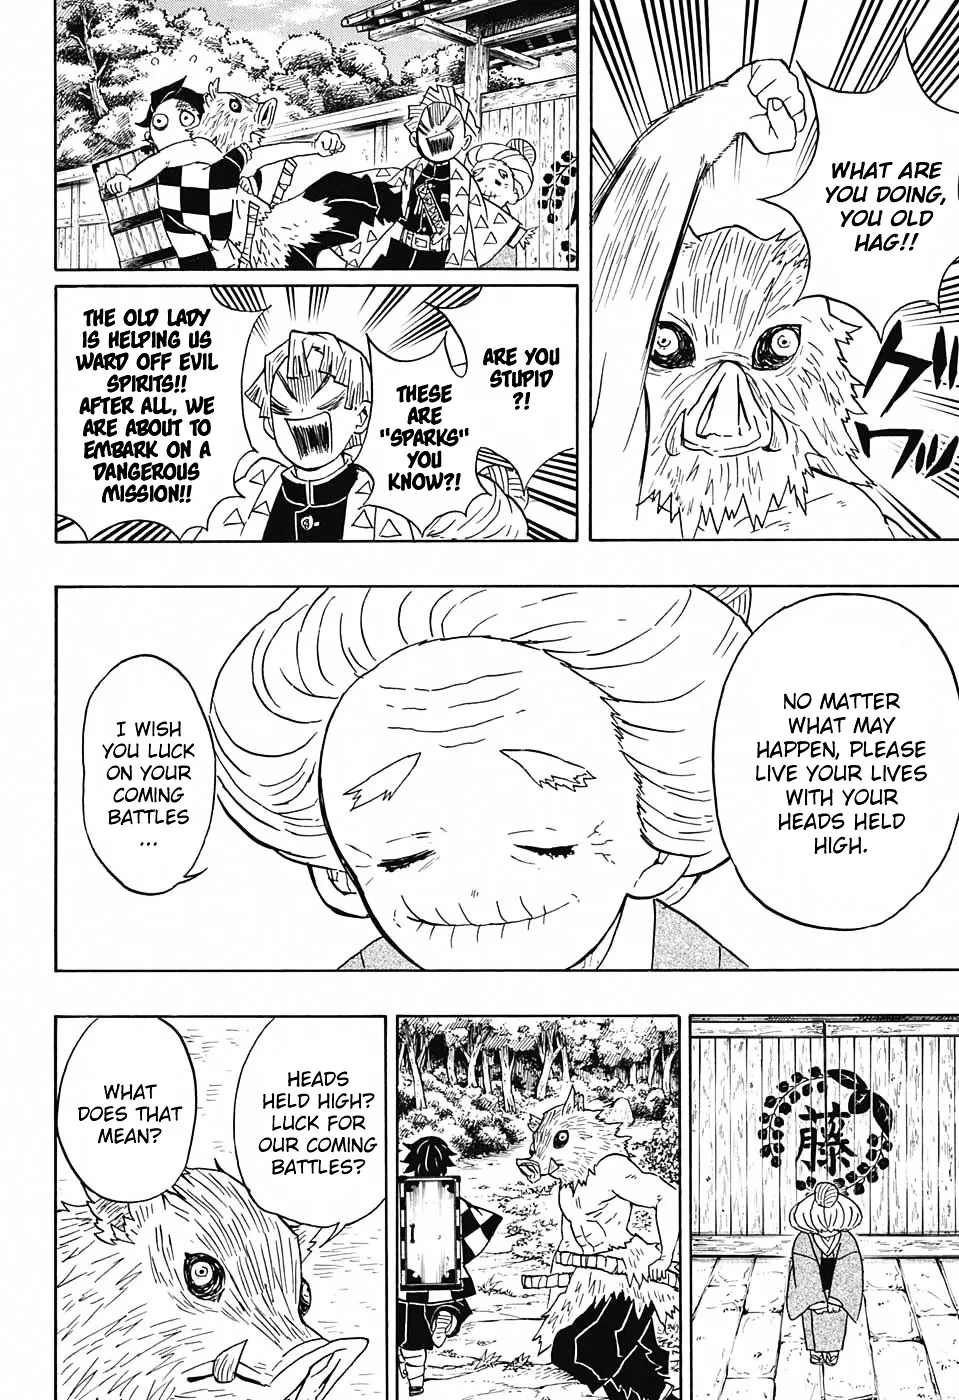 WHAT ARE
YOU DOING,
YOU OLD
HAG!!
ARE YOU
STUPID
?!
THESE
ARE
"SPARKS"
YOU
KNOW?!
THE OLD LADY
IS HELPING US
WARD OFF EVIL
SPIRITS!!
AFTER ALL, WE
ARE ABOUT TO
EMBARK ON A
DANGEROUS
MISSION!!
NO MATTER
WHAT MAY
HAPPEN, PLEASE
LIVE YOUR LIVES
WITH YOUR
HEADS HELD
HIGH.
I WISH
YOU LUCK
ON YOUR
COMING
BATTLES
...
藤
HEADS
HELD HIGH?
LUCK FOR
OUR COMING
BATTLES?
WHAT
DOES THAT
MEAN?